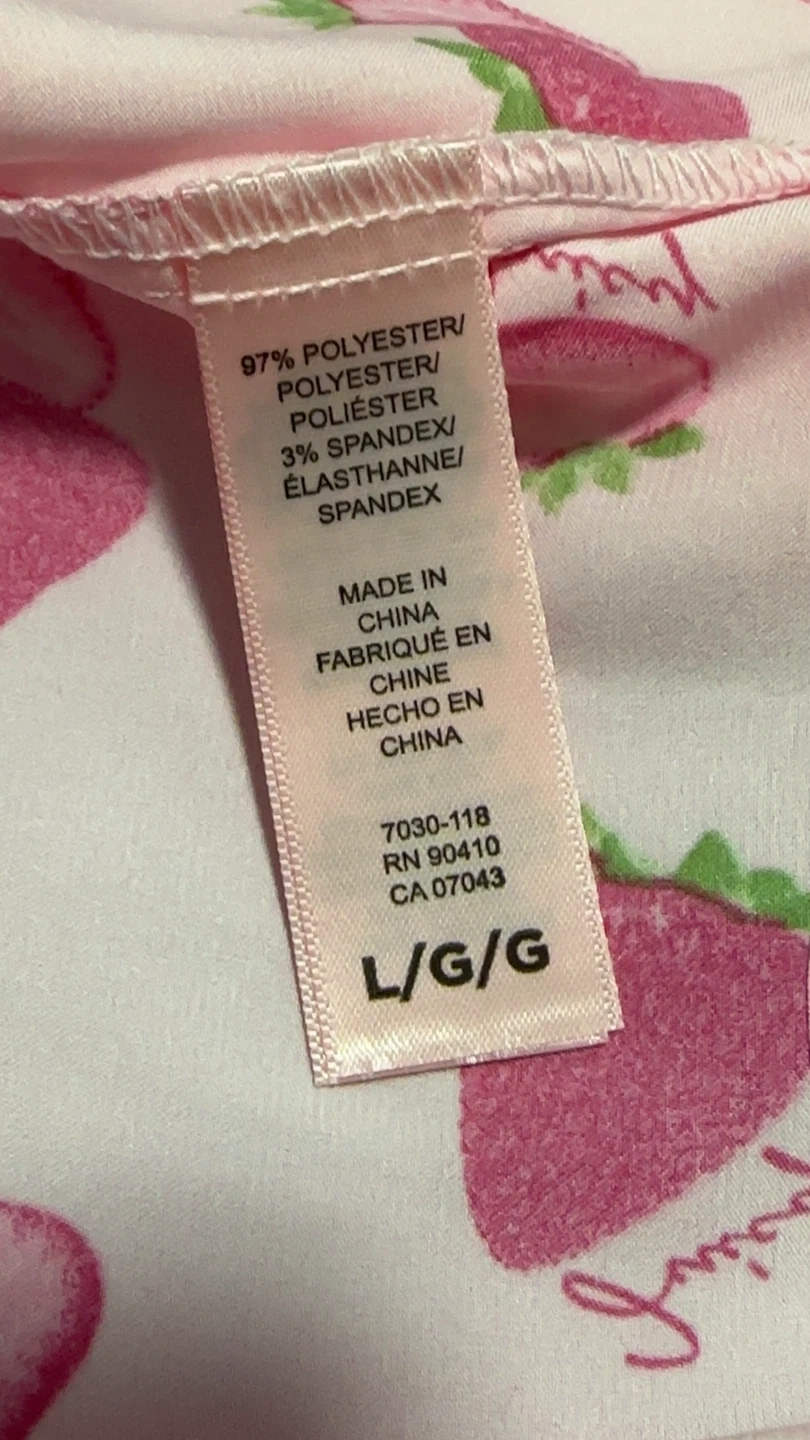 97% POLYESTER/
POLYESTER/
POLIÉSTER
3% SPANDEX/
ÉLASTHANNE/
SPANDEX
MADE IN
CHINA
FABRIQUÉ EN
CHINE
HECHO EN
CHINA
7030-118
RN 90410
CA 07043
L/G/G